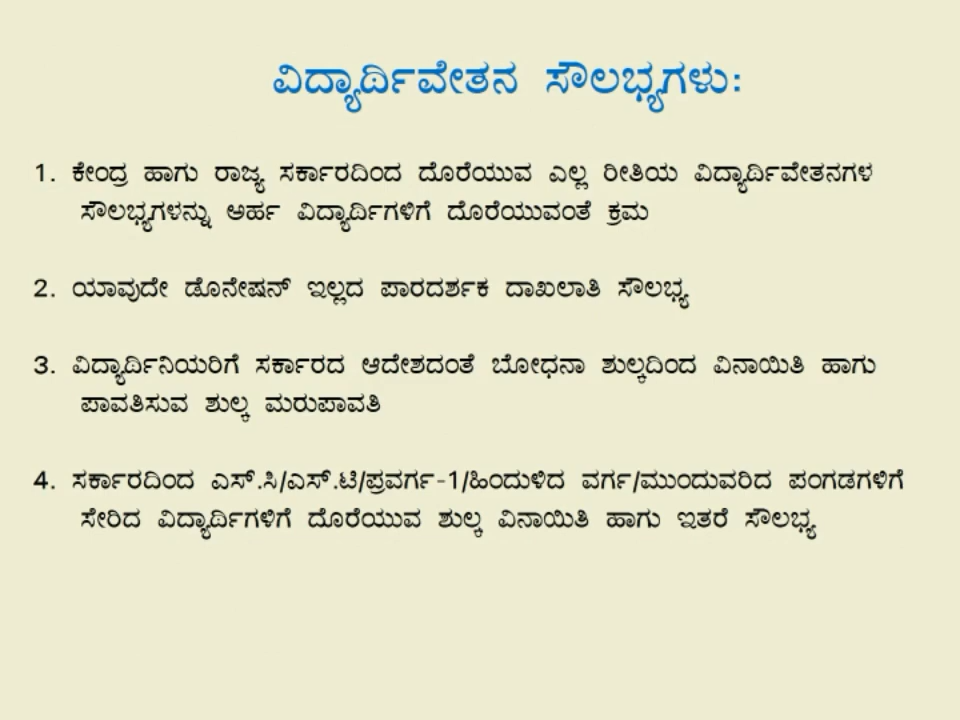 ವಿದ್ಯಾರ್ಥಿವೇತನ ಸೌಲಭ್ಯಗಳು:
1. ಕೇಂದ್ರ ಹಾಗು ರಾಜ್ಯ ಸರ್ಕಾರದಿಂದ ದೊರೆಯುವ ಎಲ್ಲ ರೀತಿಯ ವಿದ್ಯಾರ್ಥಿವೇತನಗಳ
ಸೌಲಭ್ಯಗಳನ್ನು ಅರ್ಹ ವಿದ್ಯಾರ್ಥಿಗಳಿಗೆ ದೊರೆಯುವಂತೆ ಕ್ರಮ
2. ಯಾವುದೇ ಡೊನೇಷನ್ ಇಲ್ಲದ ಪಾರದರ್ಶಕ ದಾಖಲಾತಿ ಸೌಲಭ್ಯ
3. ವಿದ್ಯಾರ್ಥಿನಿಯರಿಗೆ ಸರ್ಕಾರದ ಆದೇಶದಂತೆ ಬೋಧನಾ ಶುಲ್ಕದಿಂದ ವಿನಾಯಿತಿ ಹಾಗು
ಪಾವತಿಸುವ ಶುಲ್ಕ ಮರುಪಾವತಿ
4. ಸರ್ಕಾರದಿಂದ ಎಸ್.ಸಿ/ಎಸ್.ಟಿ/ಪ್ರವರ್ಗ-1/ಹಿಂದುಳಿದ ವರ್ಗ/ಮುಂದುವರಿದ ಪಂಗಡಗಳಿಗೆ
ಸೇರಿದ ವಿದ್ಯಾರ್ಥಿಗಳಿಗೆ ದೊರೆಯುವ ಶುಲ್ಕ ವಿನಾಯಿತಿ ಹಾಗು ಇತರೆ ಸೌಲಭ್ಯ